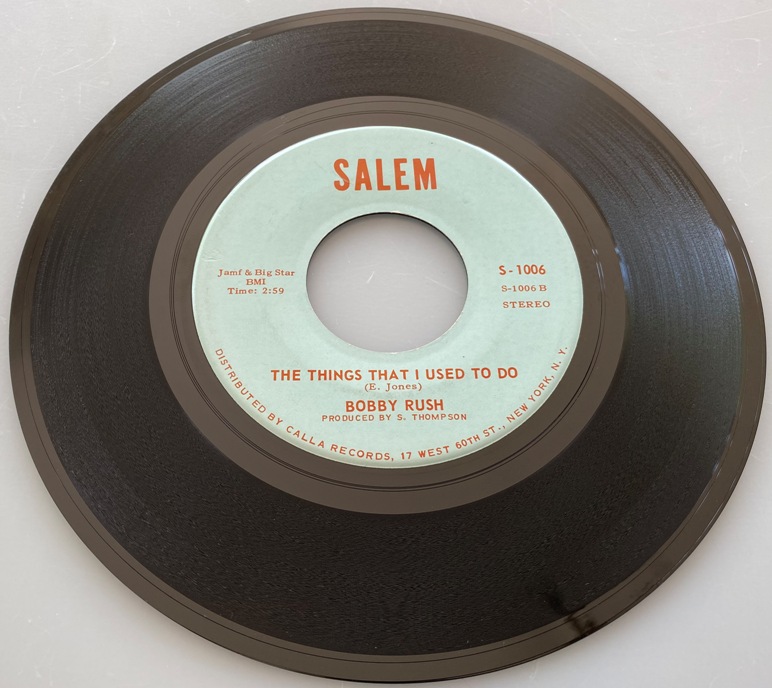 SALEM
Jamf & Big Star
BMI
Time: 2:59
S-1006
S-1006 B
STEREO
THE THINGS THAT I USED TO DO
(E. Jones)
BOBBY RUSH
PRODUCED BY S. THOMPSON
DISTRIBUTED BY CALLA RECORDS, 17 WEST 60TH ST., NEW YORK, N. Y.